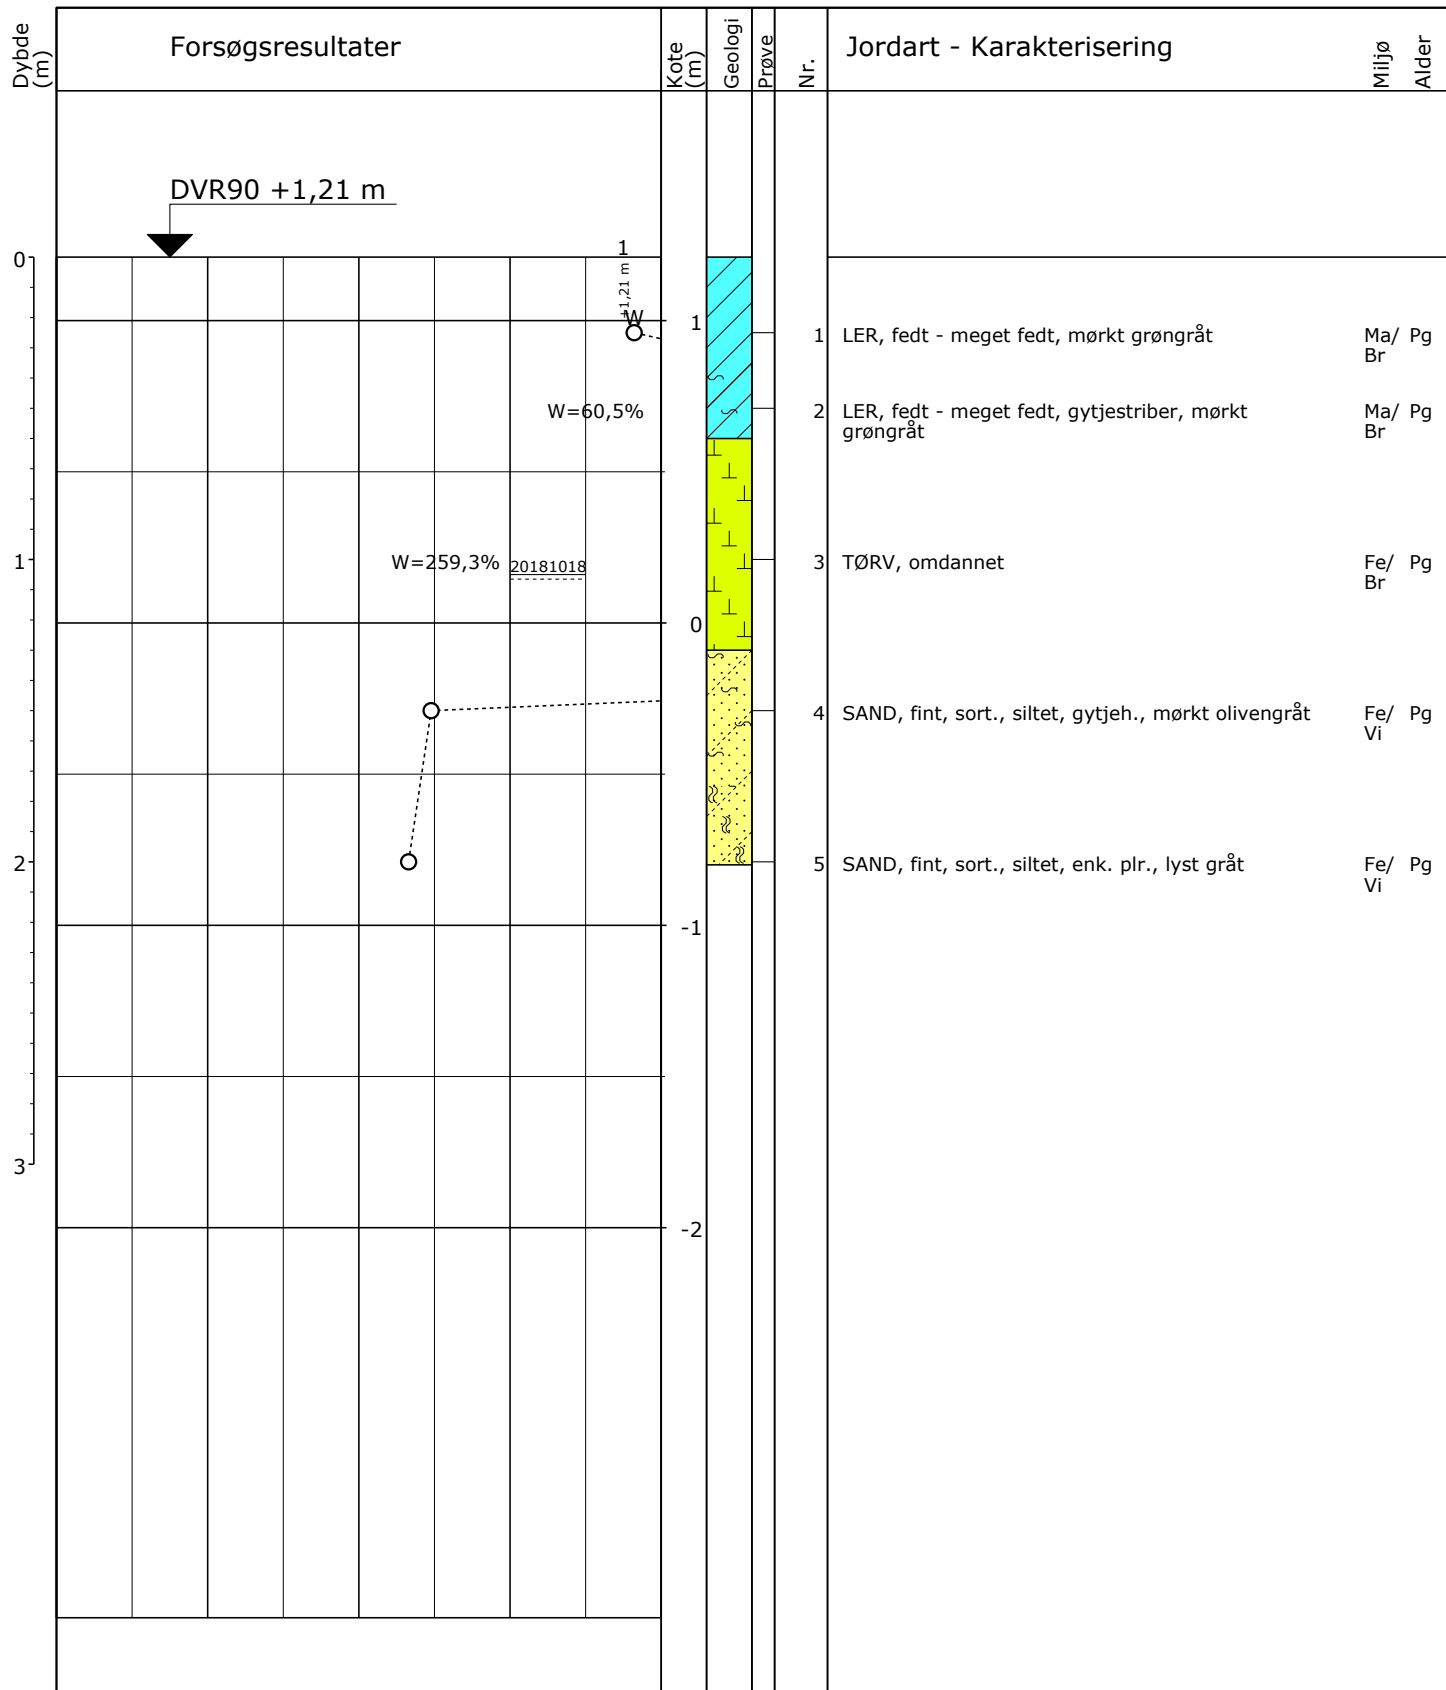 Dybde
(m)
Forsøgsresultater
Kote
(m)
Geologi
Prøve
Nr.
Jordart - Karakterisering
Miljø
Alder
DVR90 +1,21 m
0
1
2
3
1
+1,21 m
W
W=60,5%
W=259,3%
20181018
1
0
-1
-2
1 LER, fedt - meget fedt, mørkt grøngråt Ma/ Pg
Br
2 LER, fedt - meget fedt, gytjestriber, mørkt Ma/ Pg
grøngråt Br
3 TØRV, omdannet Fe/ Pg
Br
4 SAND, fint, sort., siltet, gytjeh., mørkt olivengråt Fe/ Pg
Vi
5 SAND, fint, sort., siltet, enk. plr., lyst gråt Fe/ Pg
Vi